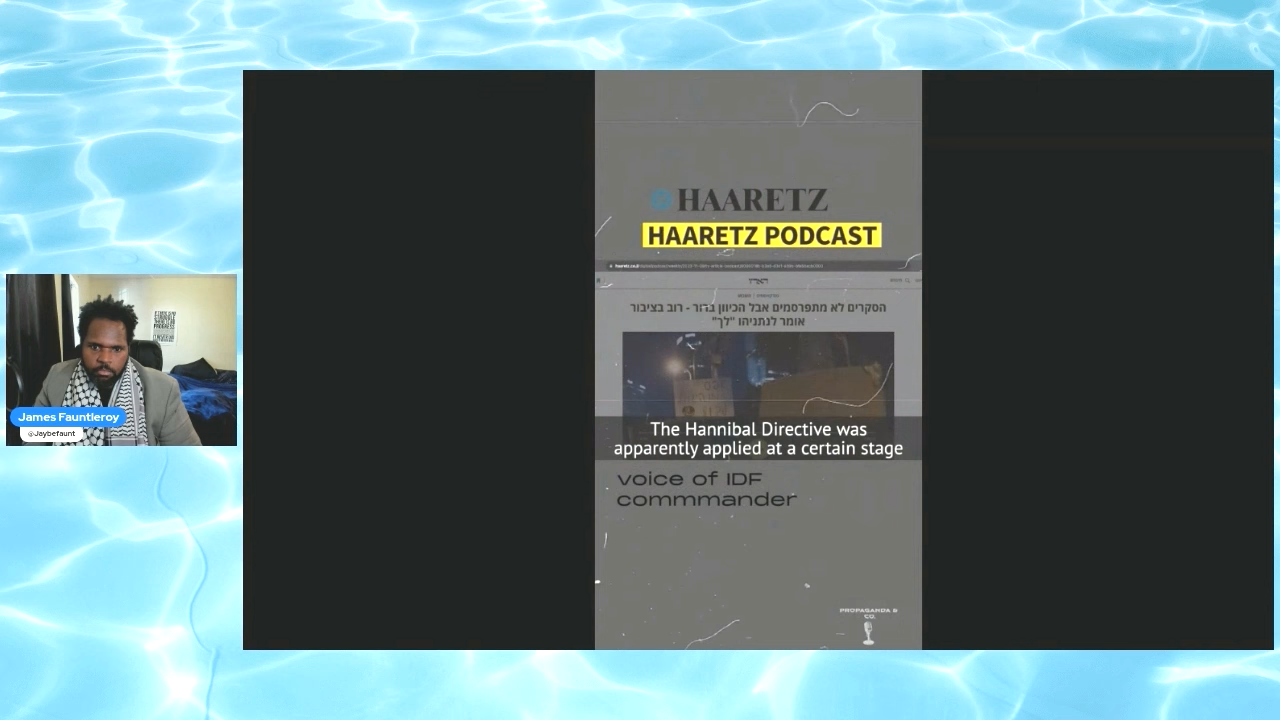 HAARETZ
HAARETZ PODCAST
הארץ
הסקרים לא מתפרסמים אבל הכיוון ברור - רוב בציבור
אומר לנתניהו "לך"
The Hannibal Directive was
apparently applied at a certain stage
voice of IDF
commmander
James Fauntleroy
@Jaybefaunt
PROPAGANDA &
CO.